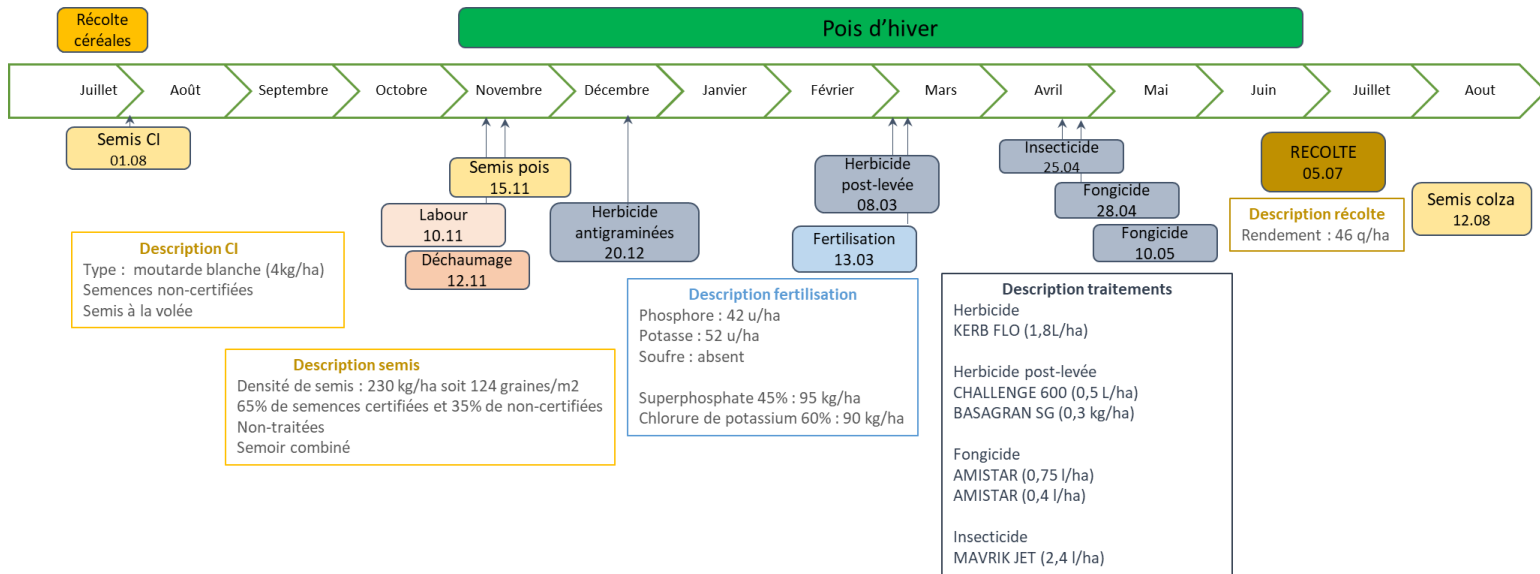 Récolte
céréales
Pois d'hiver
Juillet
Août
Septembre
Octobre
Novembre
Décembre
Janvier
Février
Mars
Avril
Mai
Juin
Juillet
Aout
Semis CI
01.08
Semis pois
15.11
Labour
10.11
Déchaumage
12.11
Herbicide
antigraminées
20.12
Herbicide
post-levée
08.03
Fertilisation
13.03
Insecticide
25.04
Fongicide
28.04
Fongicide
10.05
RECOLTE
05.07
Semis colza
12.08
Description CI
Type : moutarde blanche (4kg/ha)
Semences non-certifiées
Semis à la volée
Description semis
Densité de semis : 230 kg/ha soit 124 graines/m2
65% de semences certifiées et 35% de non-certifiées
Non-traitées
Semoir combiné
Description fertilisation
Phosphore : 42 u/ha
Potasse : 52 u/ha
Soufre : absent
Superphosphate 45% : 95 kg/ha
Chlorure de potassium 60% : 90 kg/ha
Description traitements
Herbicide
KERB FLO (1,8L/ha)
Herbicide post-levée
CHALLENGE 600 (0,5 L/ha)
BASAGRAN SG (0,3 kg/ha)
Fongicide
AMISTAR (0,75 l/ha)
AMISTAR (0,4 l/ha)
Insecticide
MAVRIK JET (2,4 l/ha)
Description récolte
Rendement : 46 q/ha